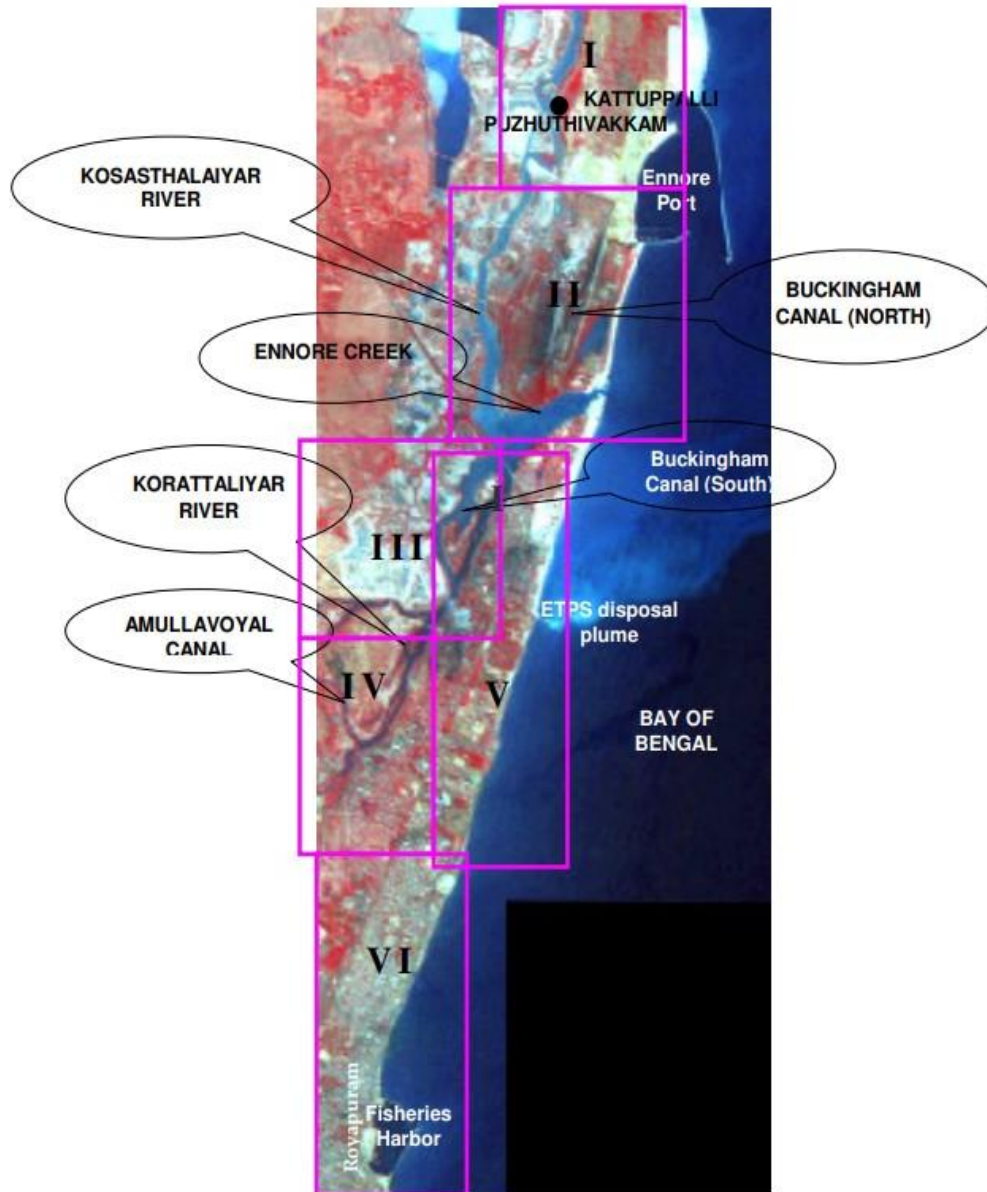 I
KATTUPPALLI
PUZHUTHIVAKKAM
KOSASTHALAIYAR
RIVER
Ennore
Port
II
BUCKINGHAM
CANAL (NORTH)
ENNORE CREEK
Buckingham
Canal (South)
KORATTALIYAR
RIVER
I
III
ETPS disposal
plume
AMULLAVOYAL
CANAL
IV
V
BAY OF
BENGAL
VI
Royapuram
Fisheries
Harbor